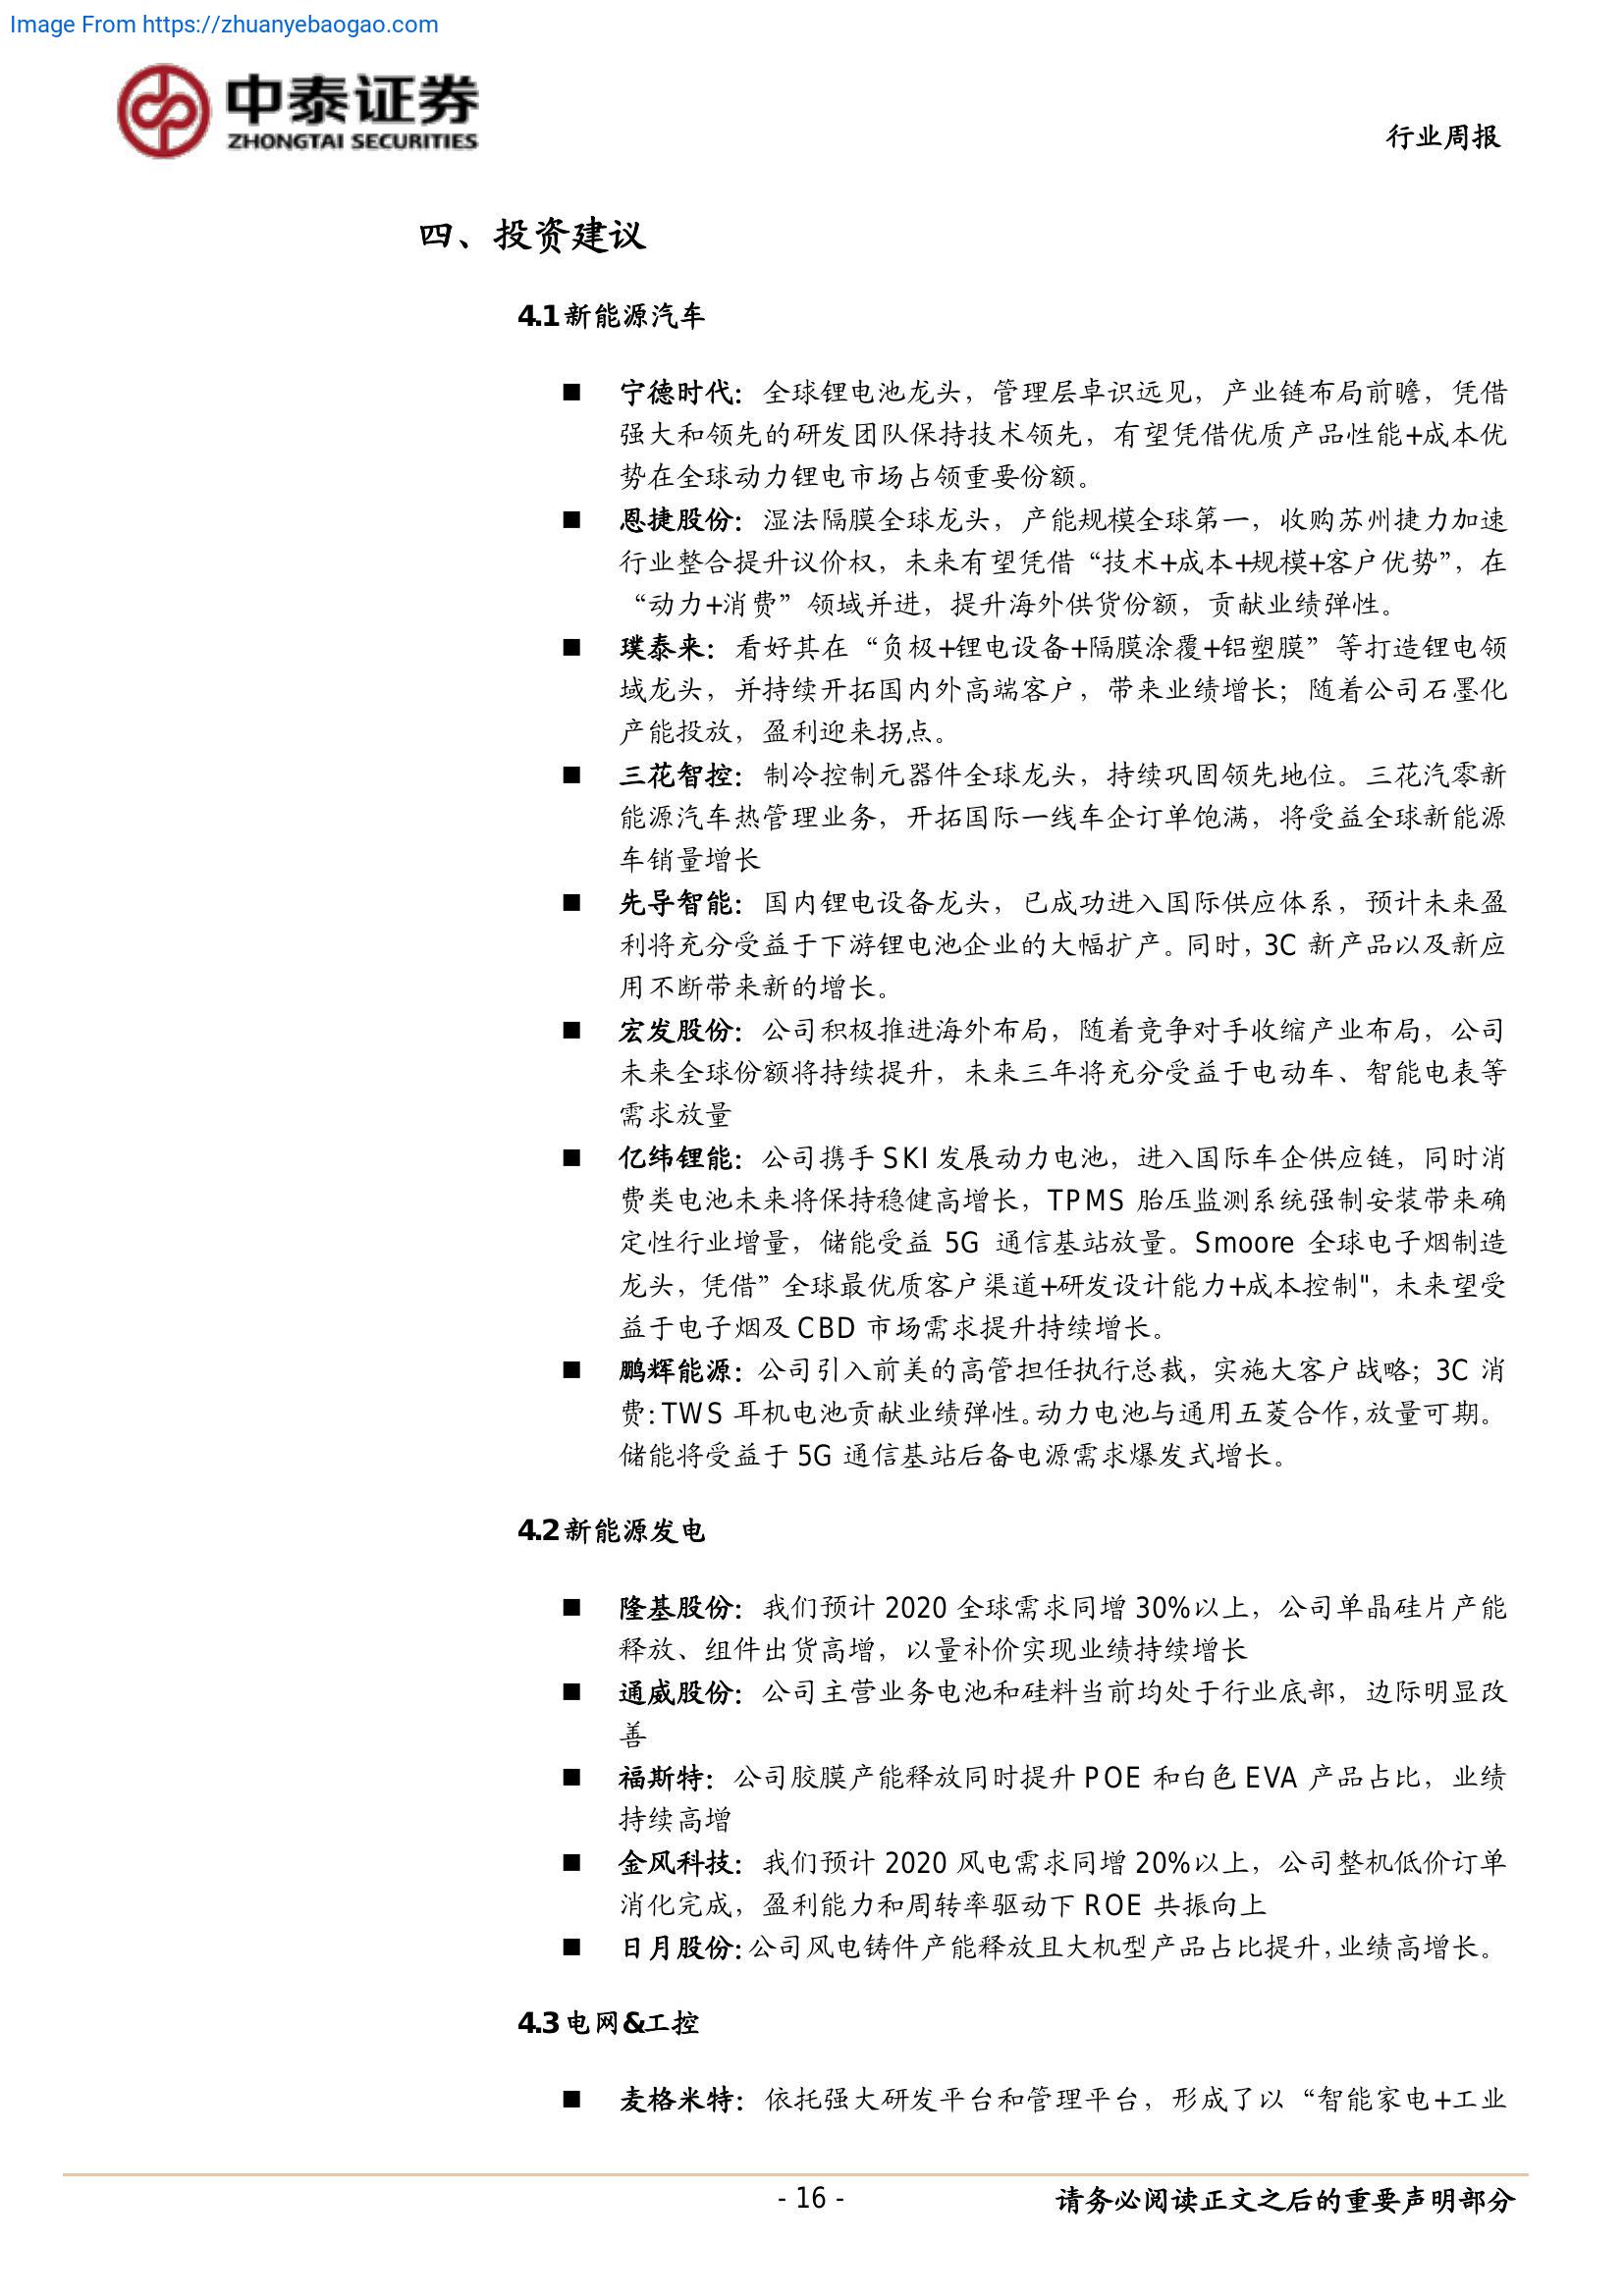 Image From https://zhuanyebaogao.com
中泰证券
ZHONGTAI SECURITIES
行业周报
四、投资建议
4.1 新能源汽车
■ 宁德时代：全球锂电池龙头，管理层卓识远见，产业链布局前瞻，凭借
强大和领先的研发团队保持技术领先，有望凭借优质产品性能+成本优
势在全球动力锂电市场占领重要份额。
■ 恩捷股份：湿法隔膜全球龙头，产能规模全球第一，收购苏州捷力加速
行业整合提升议价权，未来有望凭借“技术+成本+规模+客户优势”，在
“动力+消费”领域并进，提升海外供货份额，贡献业绩弹性。
■ 璞泰来：看好其在“负极+锂电设备+隔膜涂覆+铝塑膜”等打造锂电领
域龙头，并持续开拓国内外高端客户，带来业绩增长；随着公司石墨化
产能投放，盈利迎来拐点。
■ 三花智控：制冷控制元器件全球龙头，持续巩固领先地位。三花汽零新
能源汽车热管理业务，开拓国际一线车企订单饱满，将受益全球新能源
车销量增长
■ 先导智能：国内锂电设备龙头，已成功进入国际供应体系，预计未来盈
利将充分受益于下游锂电池企业的大幅扩产。同时，3C 新产品以及新应
用不断带来新的增长。
■ 宏发股份：公司积极推进海外布局，随着竞争对手收缩产业布局，公司
未来全球份额将持续提升，未来三年将充分受益于电动车、智能电表等
需求放量
■ 亿纬锂能：公司携手 SKI 发展动力电池，进入国际车企供应链，同时消
费类电池未来将保持稳健高增长，TPMS 胎压监测系统强制安装带来确
定性行业增量，储能受益 5G 通信基站放量。Smoore 全球电子烟制造
龙头，凭借”全球最优质客户渠道+研发设计能力+成本控制"，未来望受
益于电子烟及 CBD 市场需求提升持续增长。
■ 鹏辉能源：公司引入前美的高管担任执行总裁，实施大客户战略；3C 消
费：TWS 耳机电池贡献业绩弹性。动力电池与通用五菱合作，放量可期。
储能将受益于 5G 通信基站后备电源需求爆发式增长。
4.2 新能源发电
■ 隆基股份：我们预计 2020 全球需求同增 30%以上，公司单晶硅片产能
释放、组件出货高增，以量补价实现业绩持续增长
■ 通威股份：公司主营业务电池和硅料当前均处于行业底部，边际明显改
善
■ 福斯特：公司胶膜产能释放同时提升 POE 和白色 EVA 产品占比，业绩
持续高增
■ 金风科技：我们预计 2020 风电需求同增 20%以上，公司整机低价订单
消化完成，盈利能力和周转率驱动下 ROE 共振向上
■ 日月股份：公司风电铸件产能释放且大机型产品占比提升，业绩高增长。
4.3 电网&工控
■ 麦格米特：依托强大研发平台和管理平台，形成了以“智能家电+工业
- 16 -
请务必阅读正文之后的重要声明部分